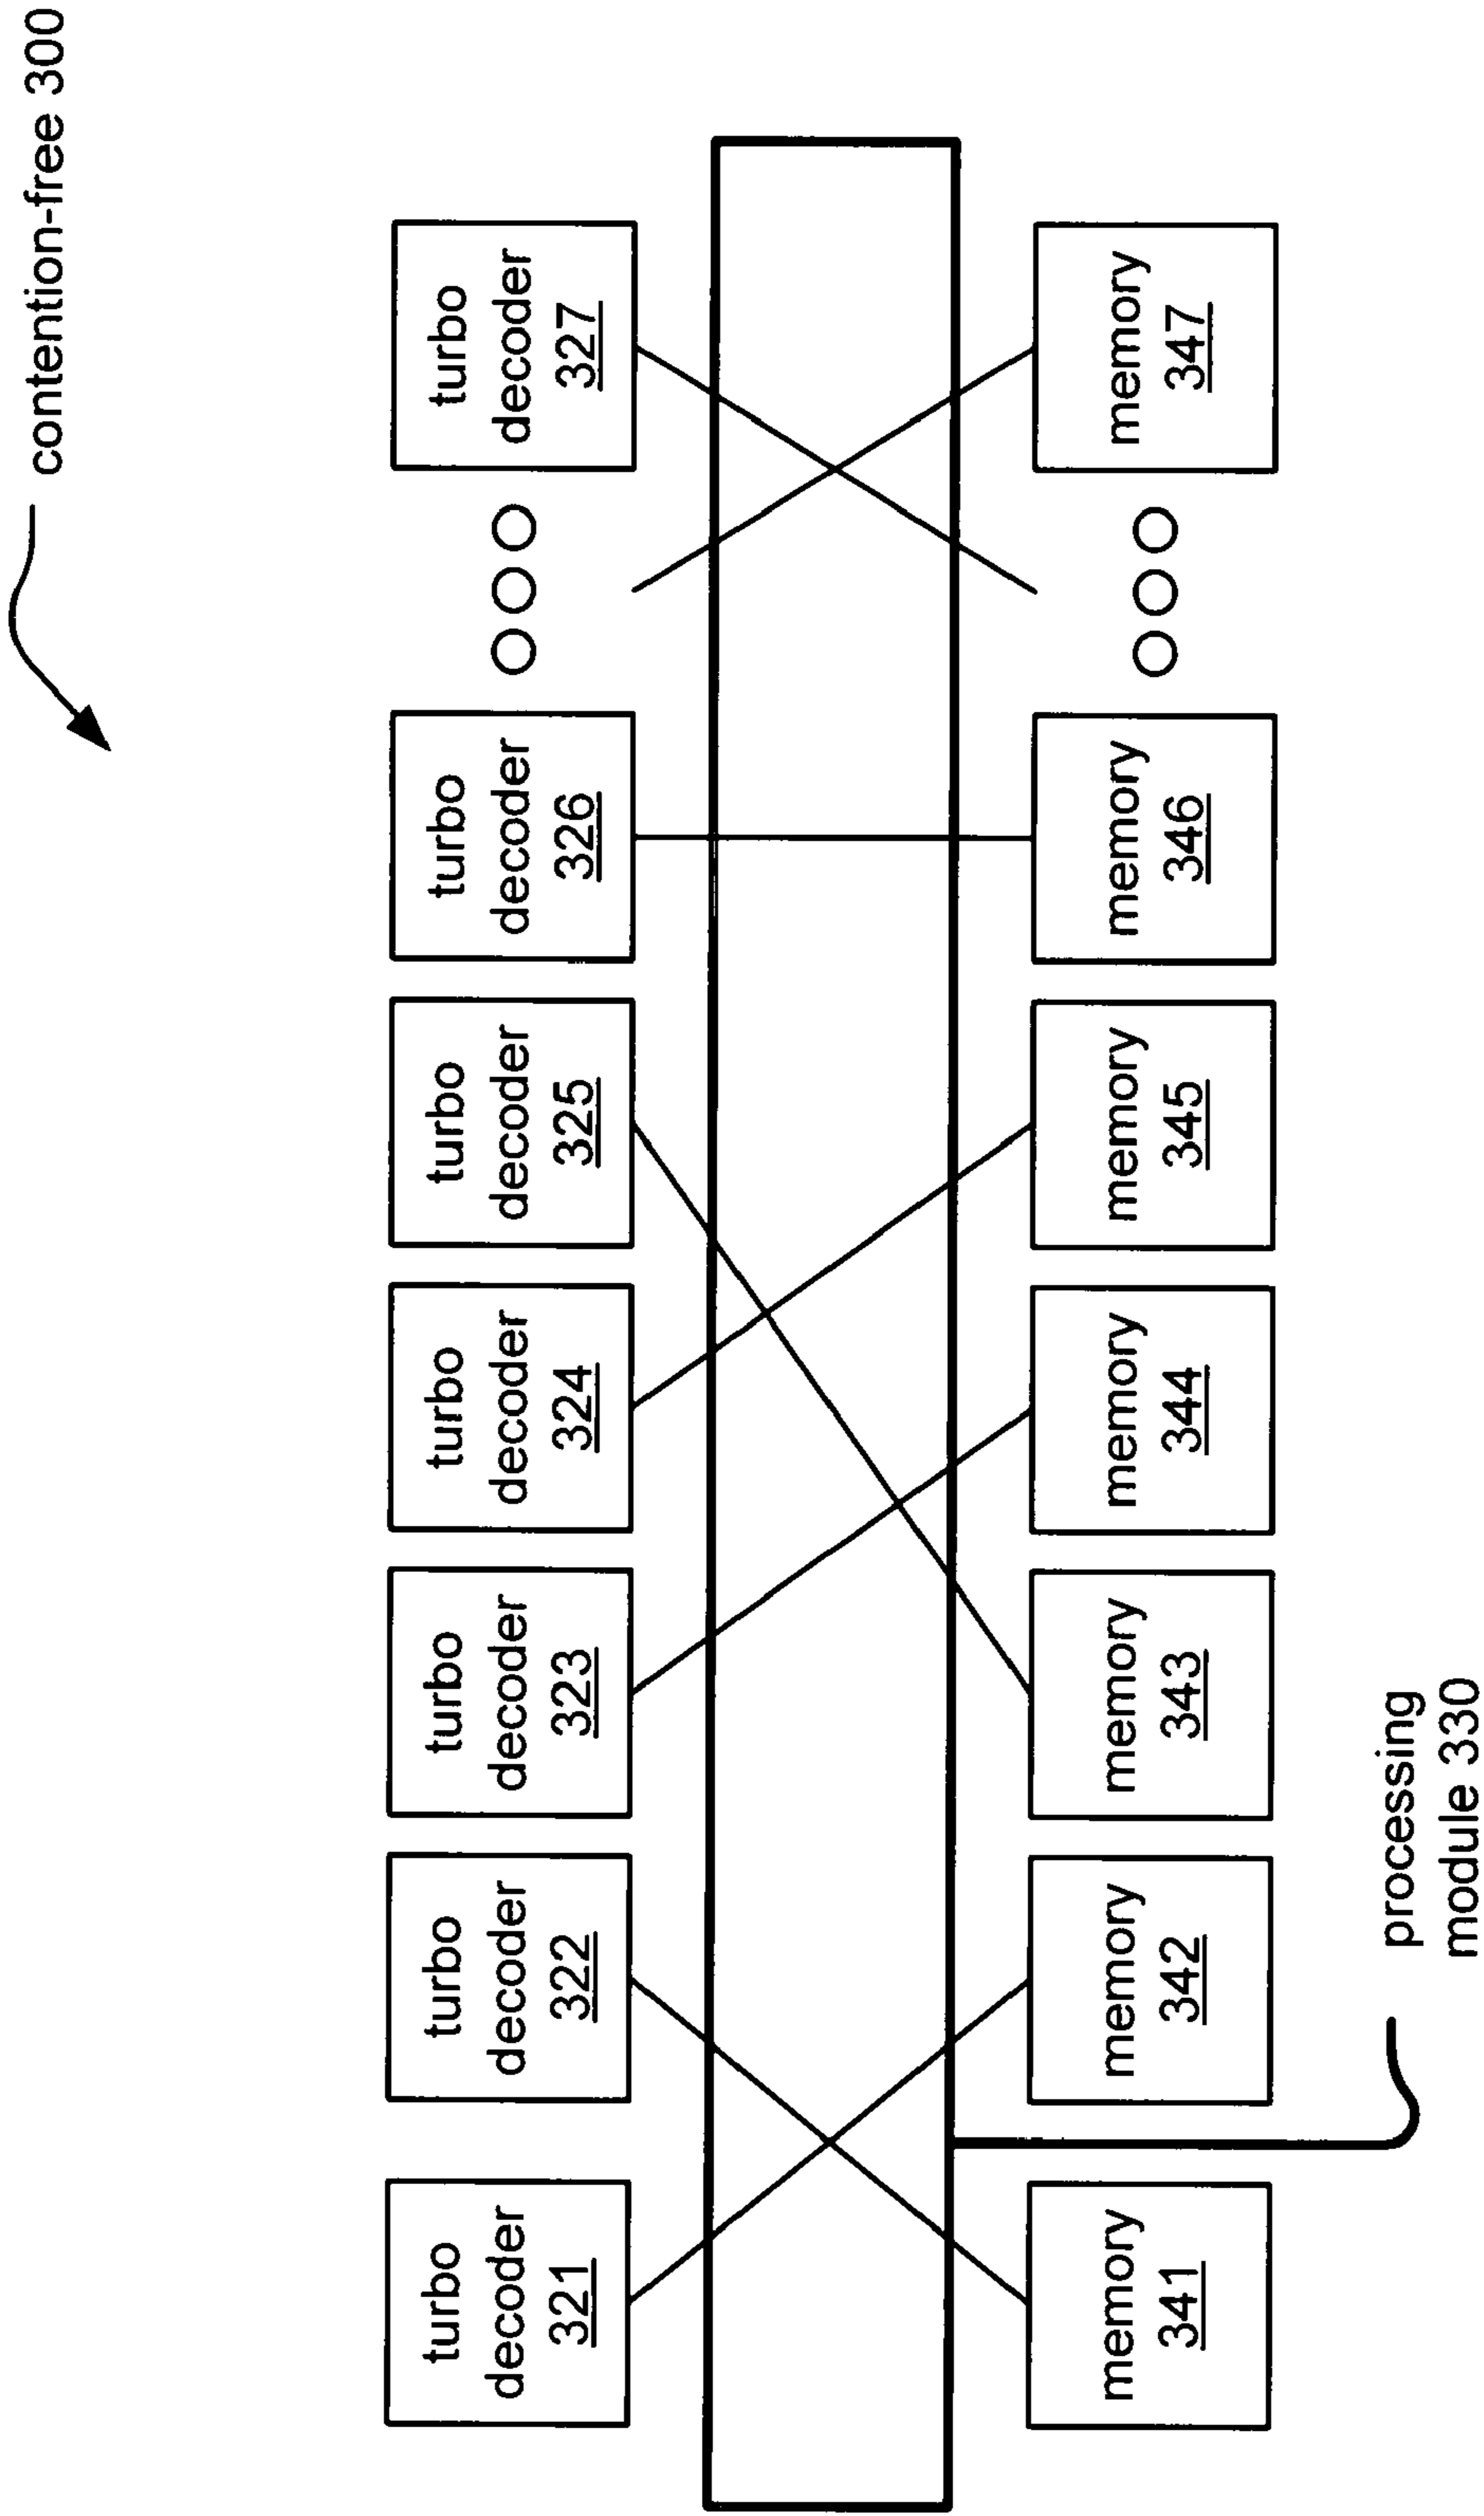 contention-free 300
turbo
decoder
321
turbo
decoder
322
turbo
decoder
323
turbo
decoder
324
turbo
decoder
325
turbo
decoder
326
turbo
decoder
327
memory
341
memory
342
memory
343
memory
344
memory
345
memory
346
memory
347
processing
module 330